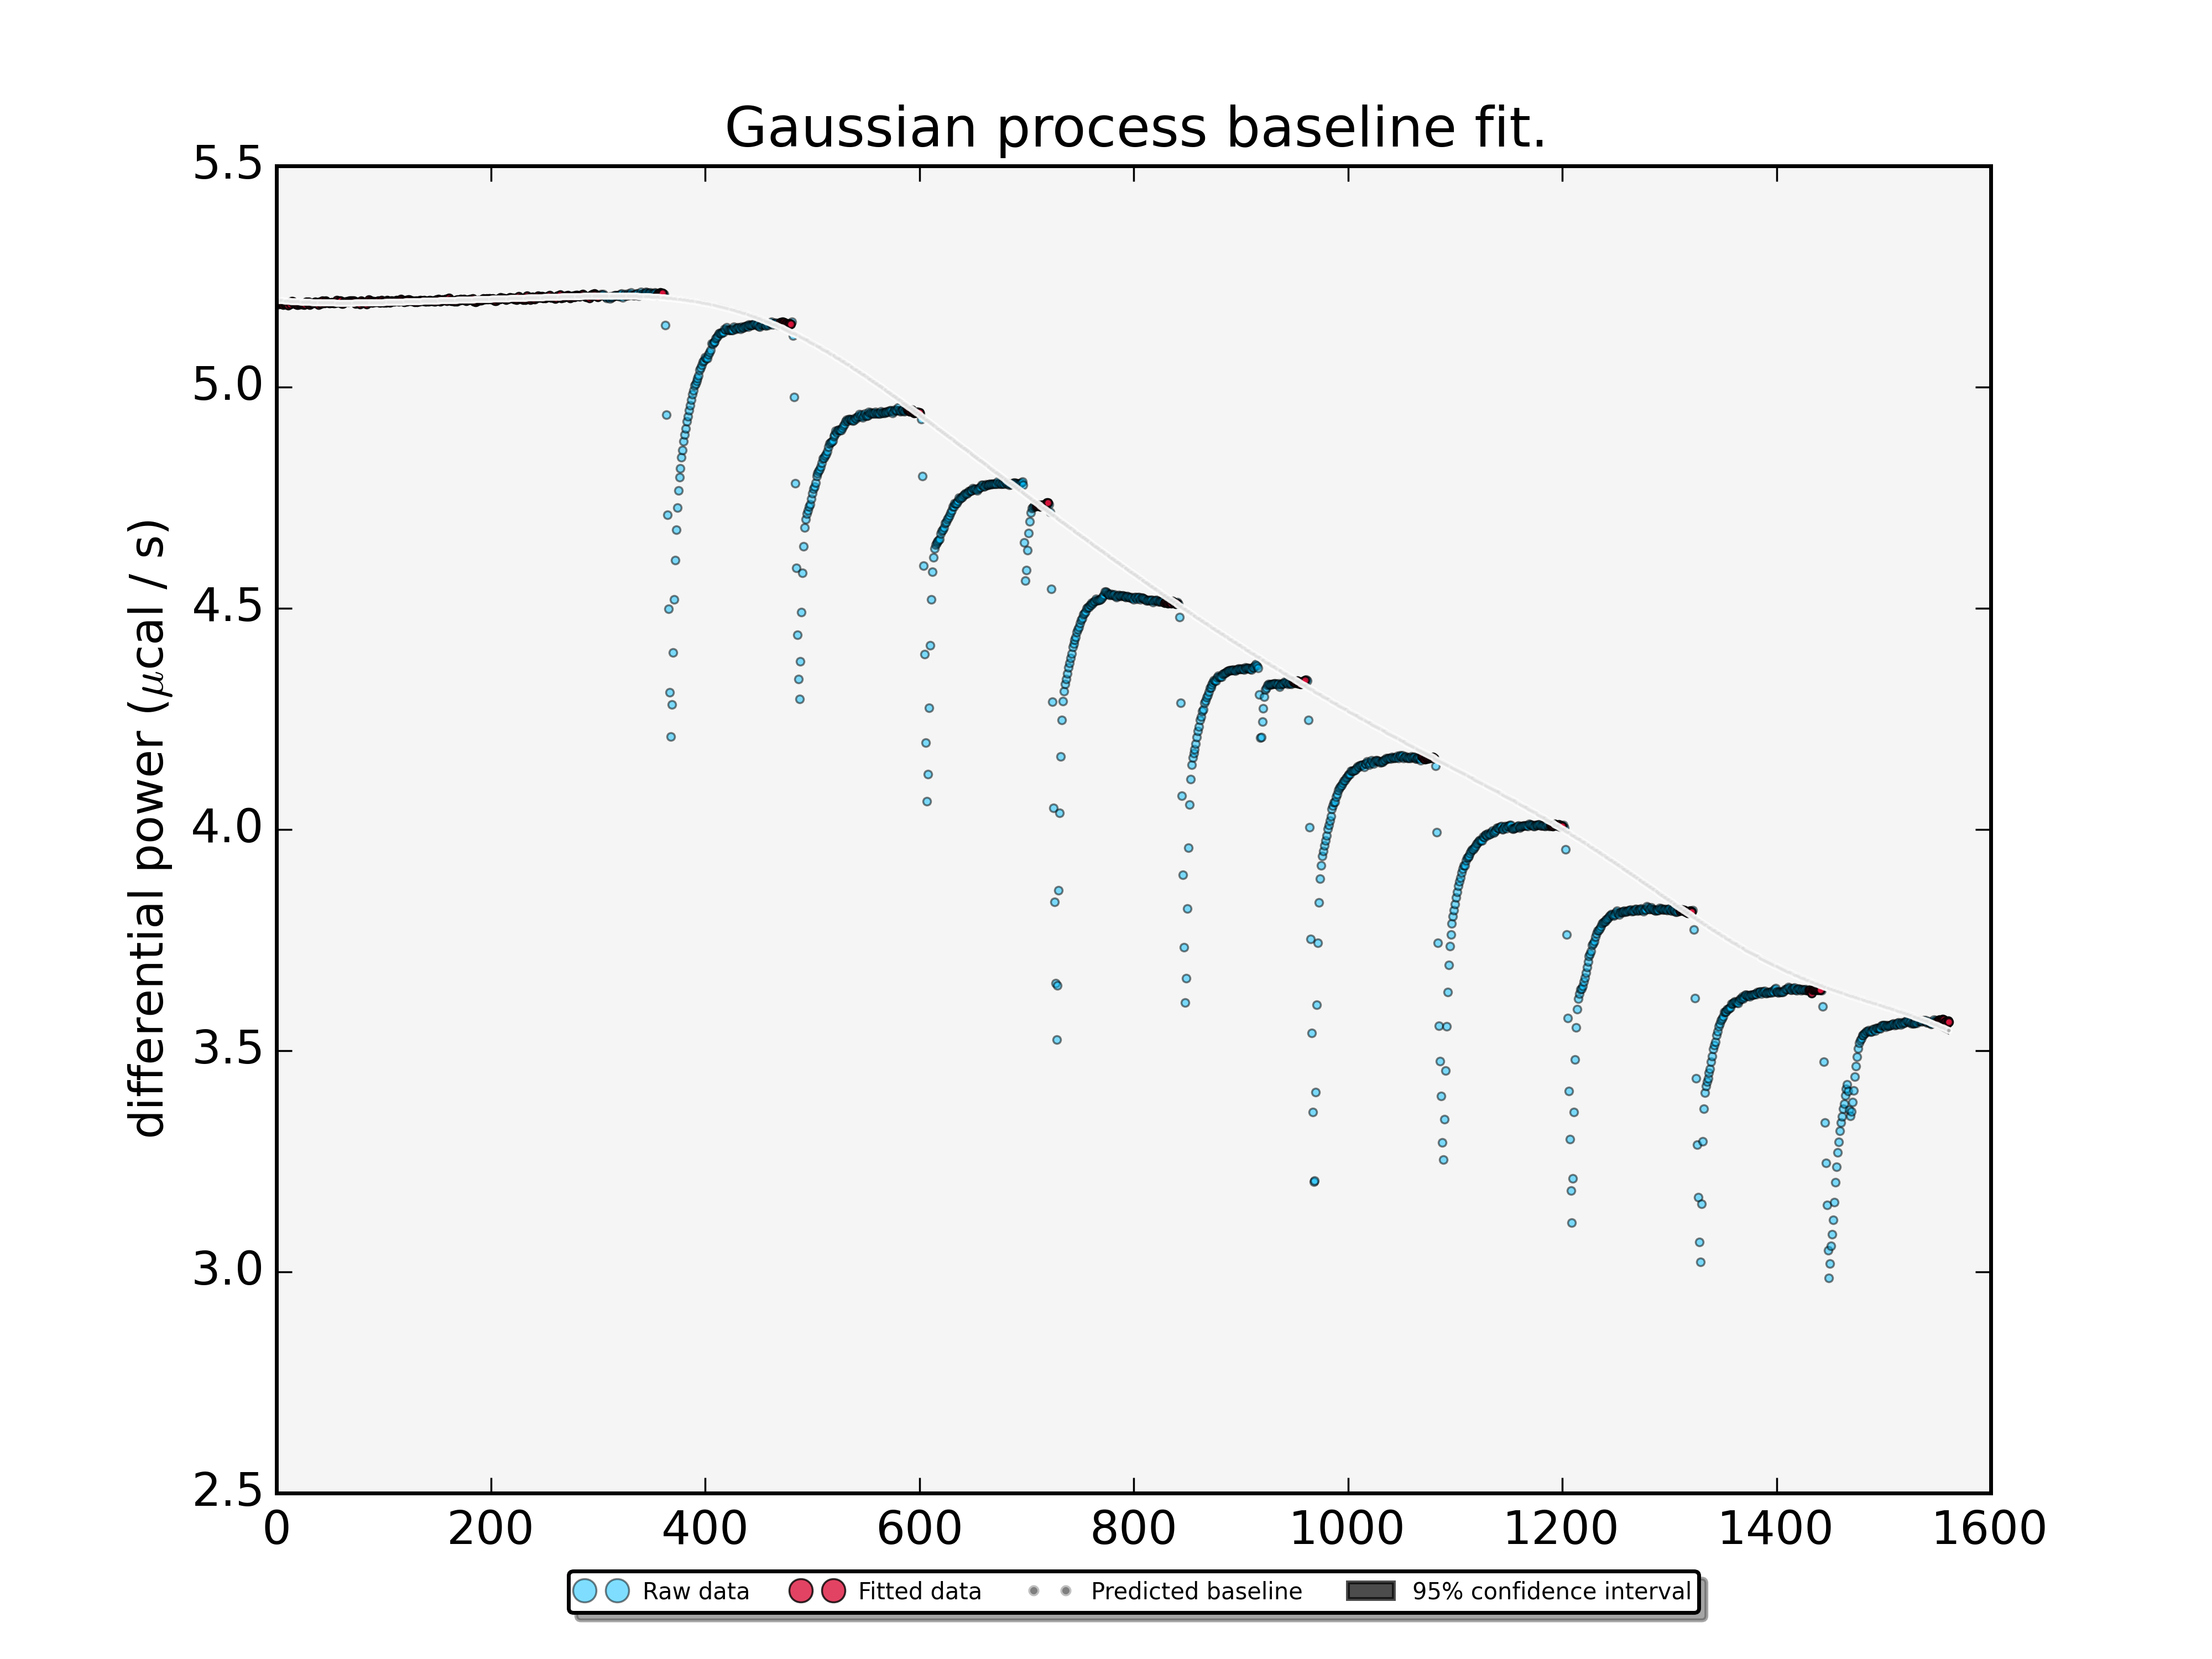 Gaussian process baseline fit.
5.5
5.0
4.5
4.0
3.5
3.0
2.5
differential power (μcal / s)
0 200 400 600 800 1000 1200 1400 1600
Raw data Fitted data Predicted baseline 95% confidence interval